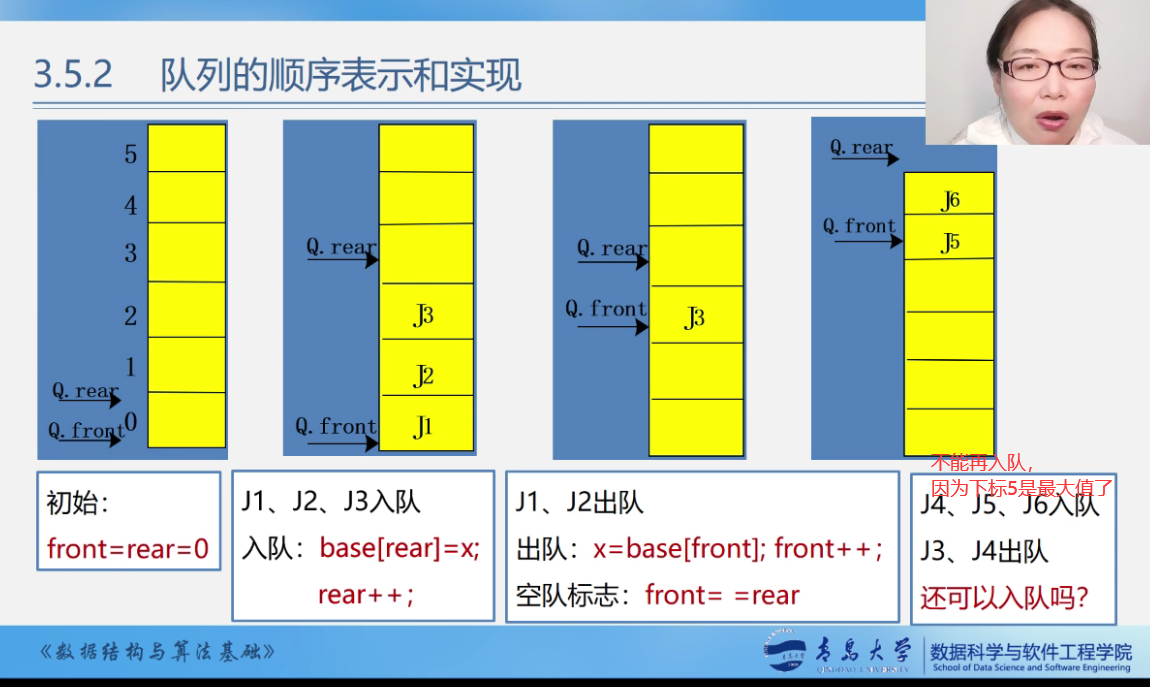 3.5.2 队列的顺序表示和实现
5
4
3
2
1
0
Q.rear
Q.front
Q.rear
J3
J2
Q.front
J1
Q.rear
Q.front
J3
Q.rear
J6
Q.front
J5
不能再入队，
因为下标5是最大值了
初始：
front=rear=0
J1、J2、J3入队
入队：base[rear]=x;
rear++；
J1、J2出队
出队：x=base[front]; front++；
空队标志：front= =rear
J4、J5、J6入队
J3、J4出队
还可以入队吗？
《数据结构与算法基础》
青岛大学
QINGDAO UNIVERSITY
数据科学与软件工程学院
School of Data Science and Software Engineering